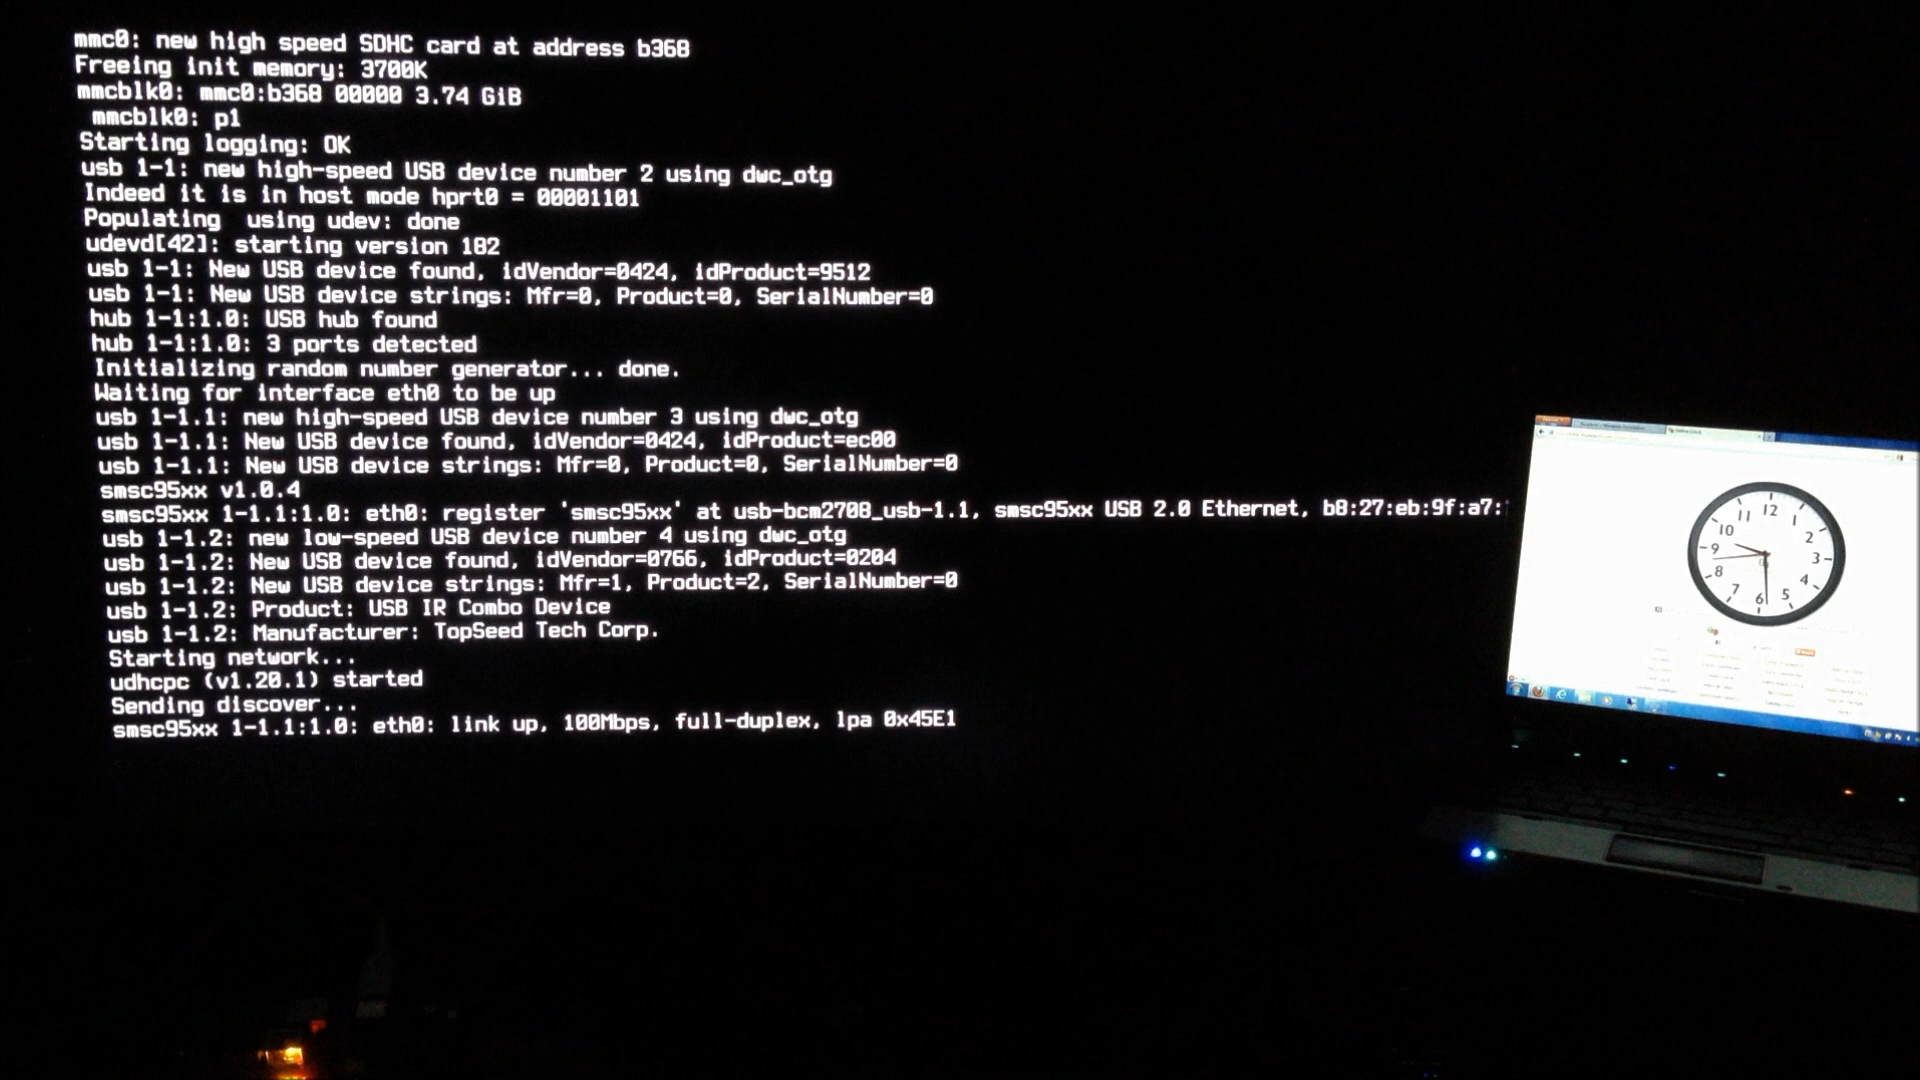 mmc0: new high speed SDHC card at address b368
Freeing init memory: 3700K
mmcblk0: mmc0:b368 00000 3.74 GiB
mmcblk0: p1
Starting logging: OK
usb 1-1: new high-speed USB device number 2 using dwc_otg
Indeed it is in host mode hprt0 = 00001101
Populating  using udev: done
udevd[42]: starting version 182
usb 1-1: New USB device found, idVendor=0424, idProduct=9512
usb 1-1: New USB device strings: Mfr=0, Product=0, SerialNumber=0
hub 1-1:1.0: USB hub found
hub 1-1:1.0: 3 ports detected
Initializing random number generator... done.
Waiting for interface eth0 to be up
usb 1-1.1: new high-speed USB device number 3 using dwc_otg
usb 1-1.1: New USB device found, idVendor=0424, idProduct=ec00
usb 1-1.1: New USB device strings: Mfr=0, Product=0, SerialNumber=0
smsc95xx v1.0.4
smsc95xx 1-1.1:1.0: eth0: register 'smsc95xx' at usb-bcm2708_usb-1.1, smsc95xx USB 2.0 Ethernet, b8:27:eb:9f:a7:
usb 1-1.2: new low-speed USB device number 4 using dwc_otg
usb 1-1.2: New USB device found, idVendor=0766, idProduct=0204
usb 1-1.2: New USB device strings: Mfr=1, Product=2, SerialNumber=0
usb 1-1.2: Product: USB IR Combo Device
usb 1-1.2: Manufacturer: TopSeed Tech Corp.
Starting network...
udhcpc (v1.20.1) started
Sending discover...
smsc95xx 1-1.1:1.0: eth0: link up, 100Mbps, full-duplex, lpa 0x45E1
12
1
2
3
4
5
6
7
8
9
10
11